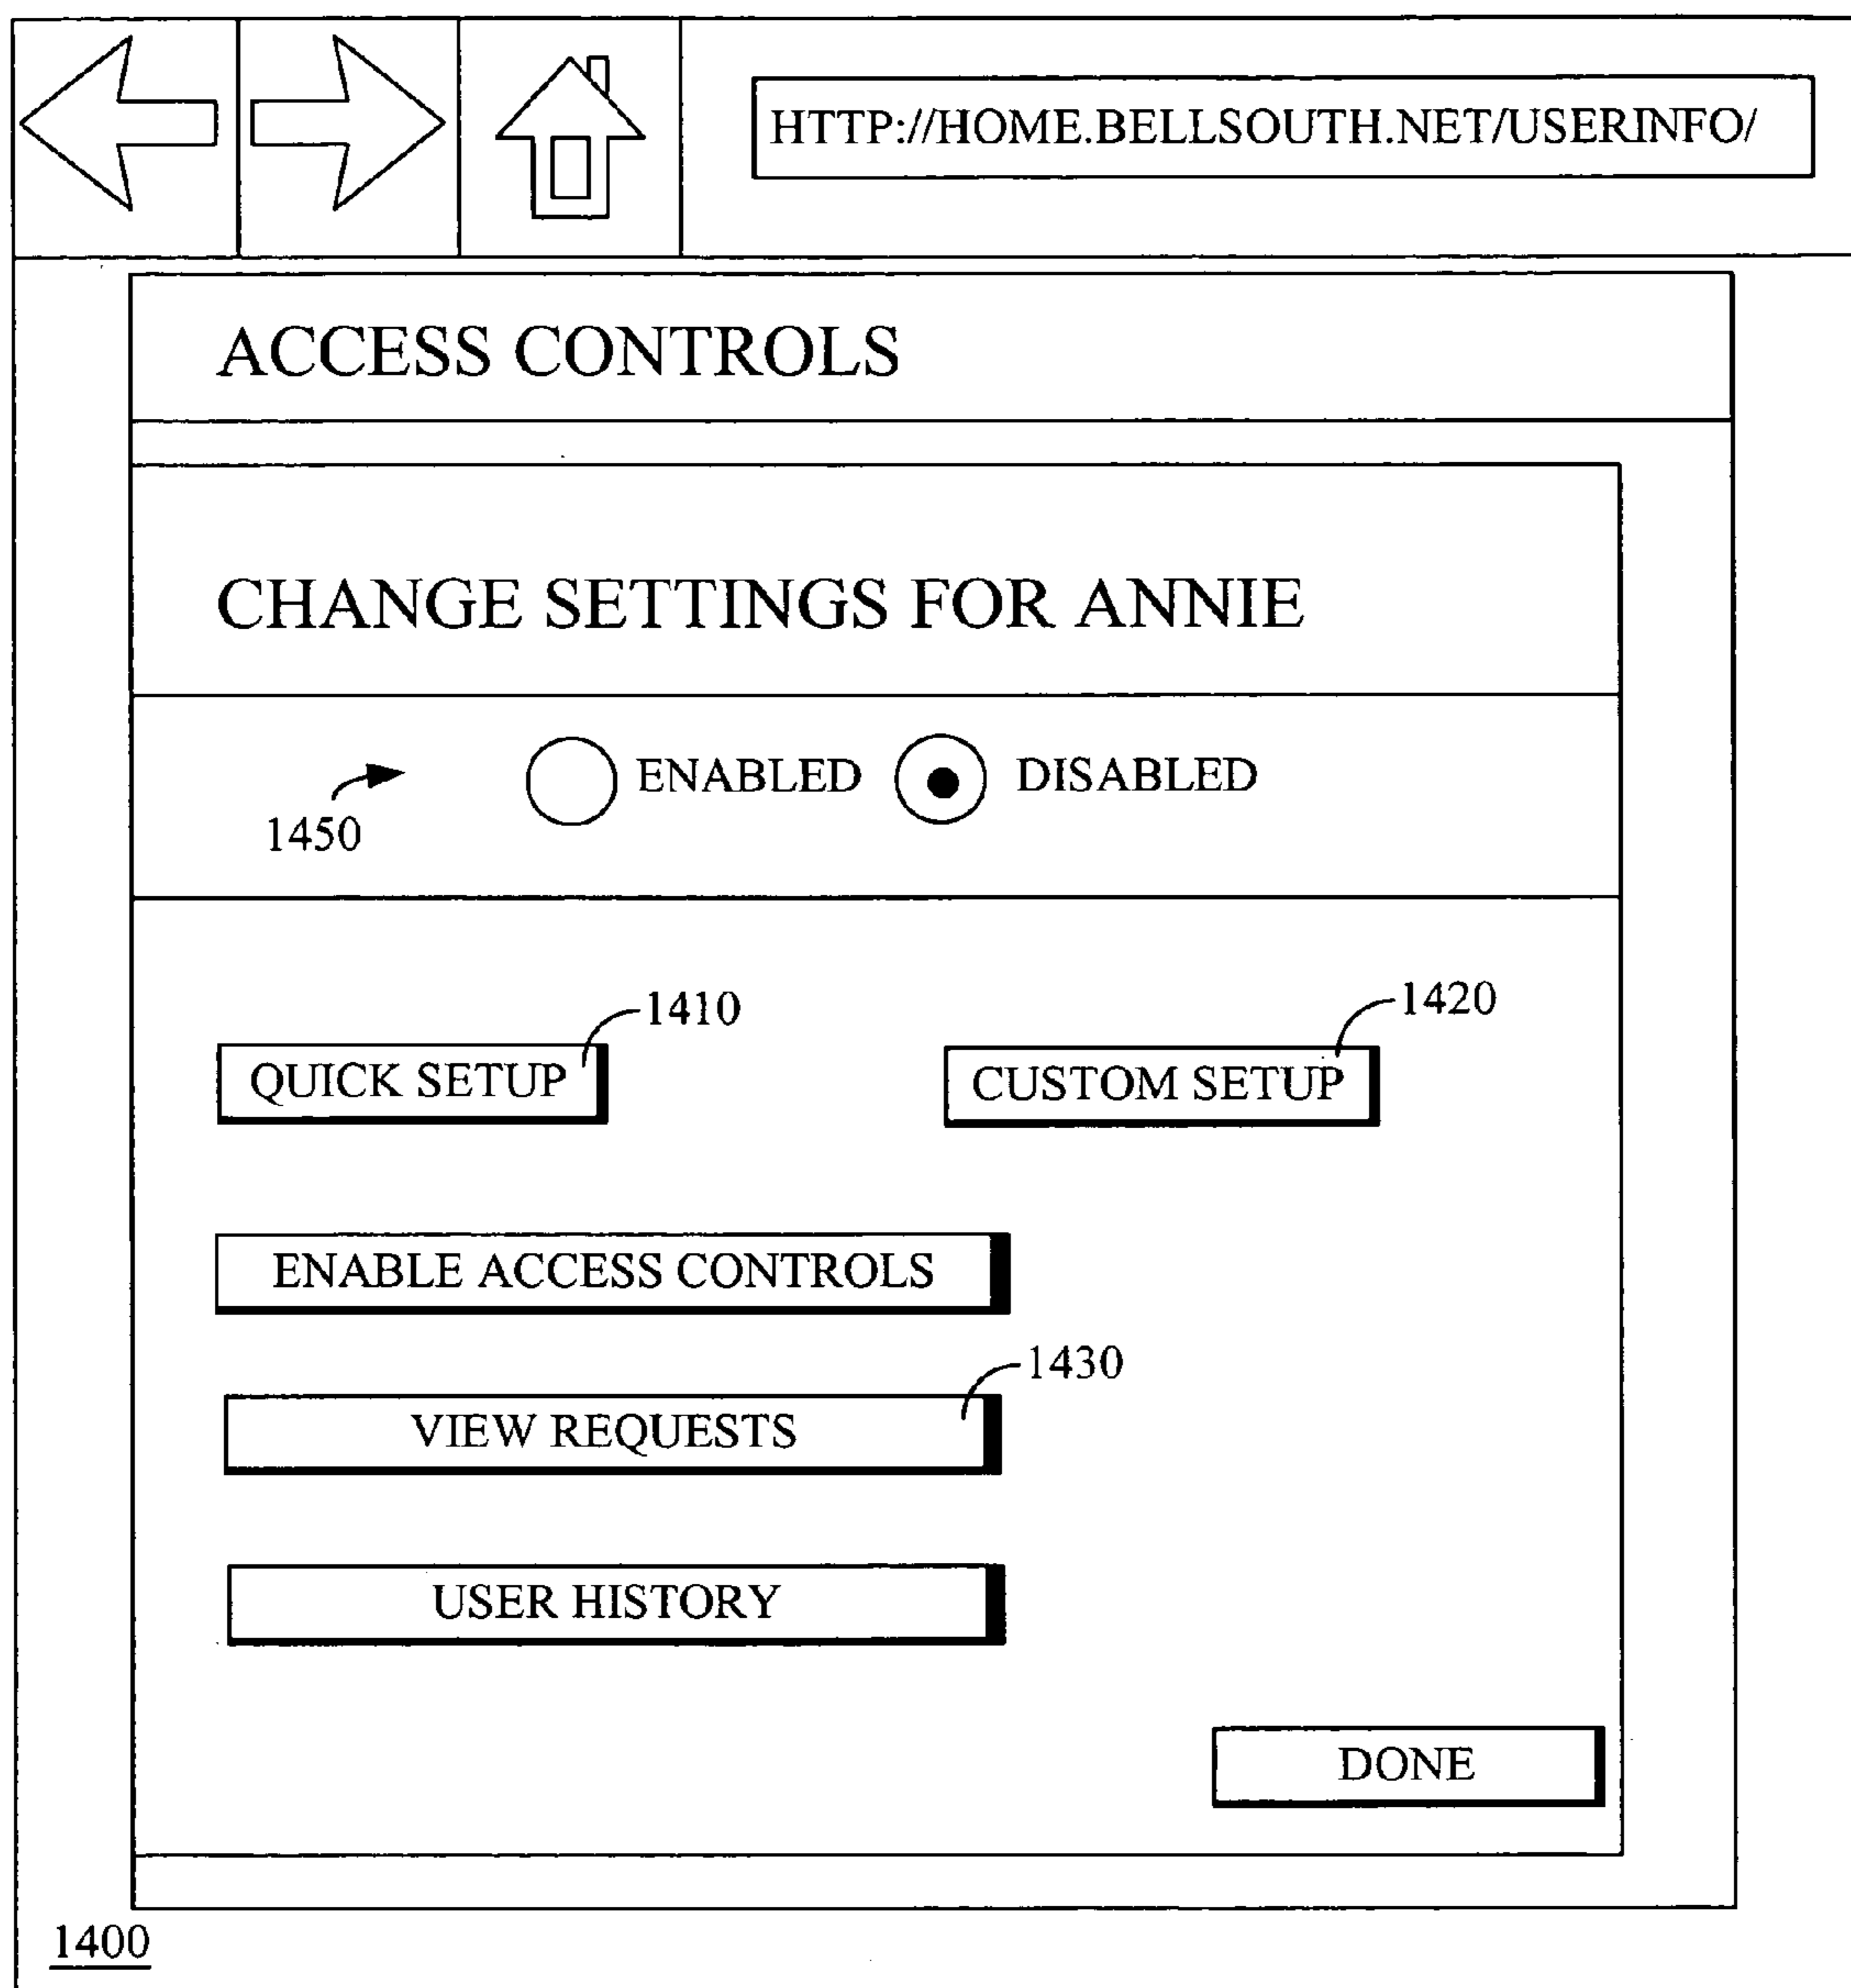 HTTP://HOME.BELLSOUTH.NET/USERINFO/
ACCESS CONTROLS
CHANGE SETTINGS FOR ANNIE
ENABLED DISABLED
1450
1410
1420
QUICK SETUP
CUSTOM SETUP
ENABLE ACCESS CONTROLS
1430
VIEW REQUESTS
USER HISTORY
DONE
1400